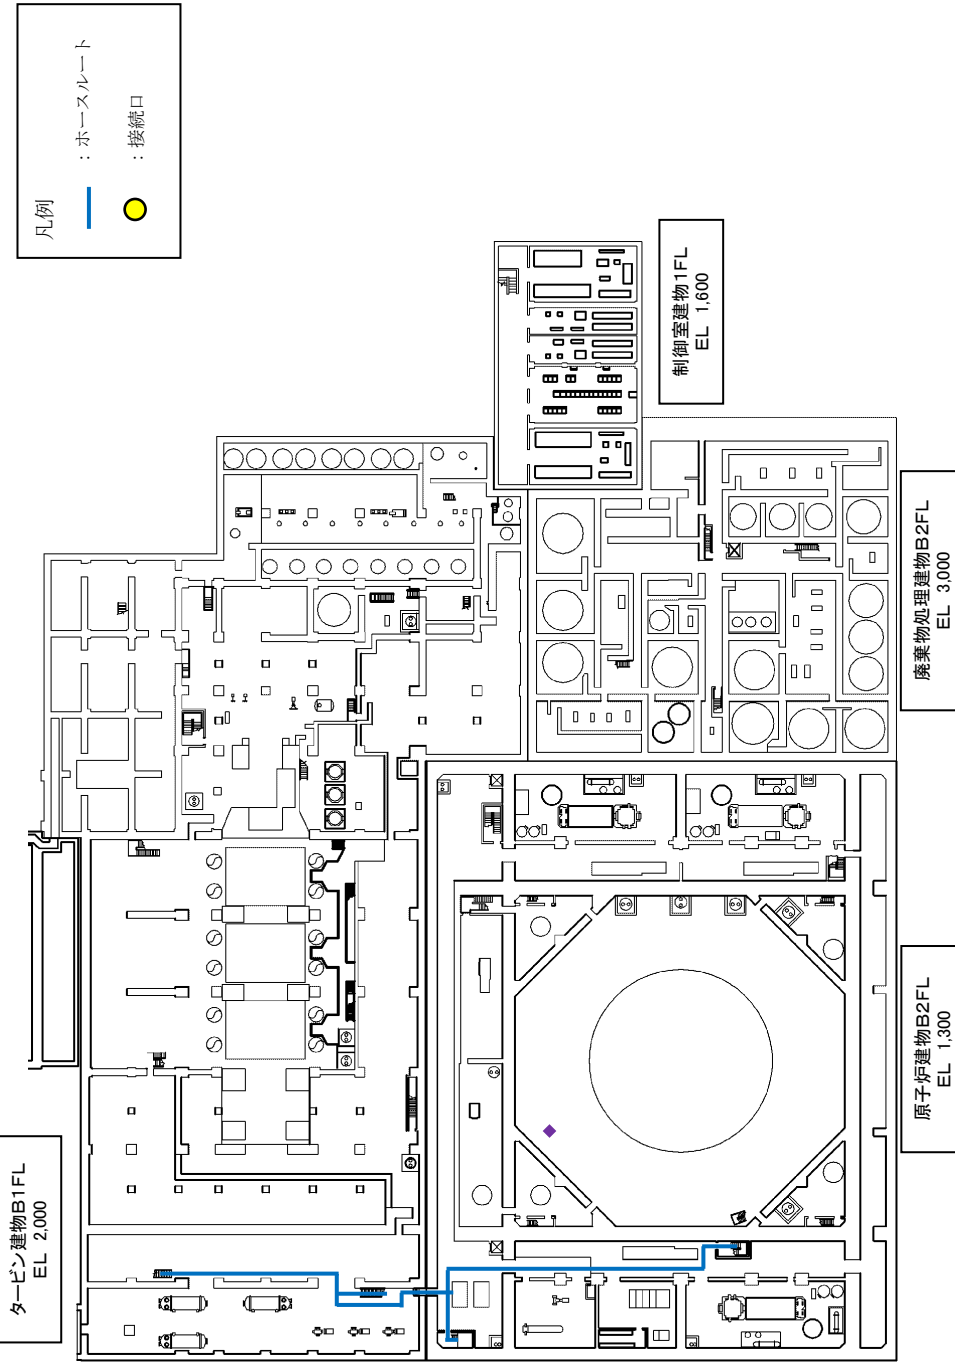 凡例
：ホースルート
：接続口
制御室建物1FL
EL 1,600
廃棄物処理建物B2FL
EL 3,000
タービン建物B1FL
EL 2,000
原子炉建物B2FL
EL 1,300